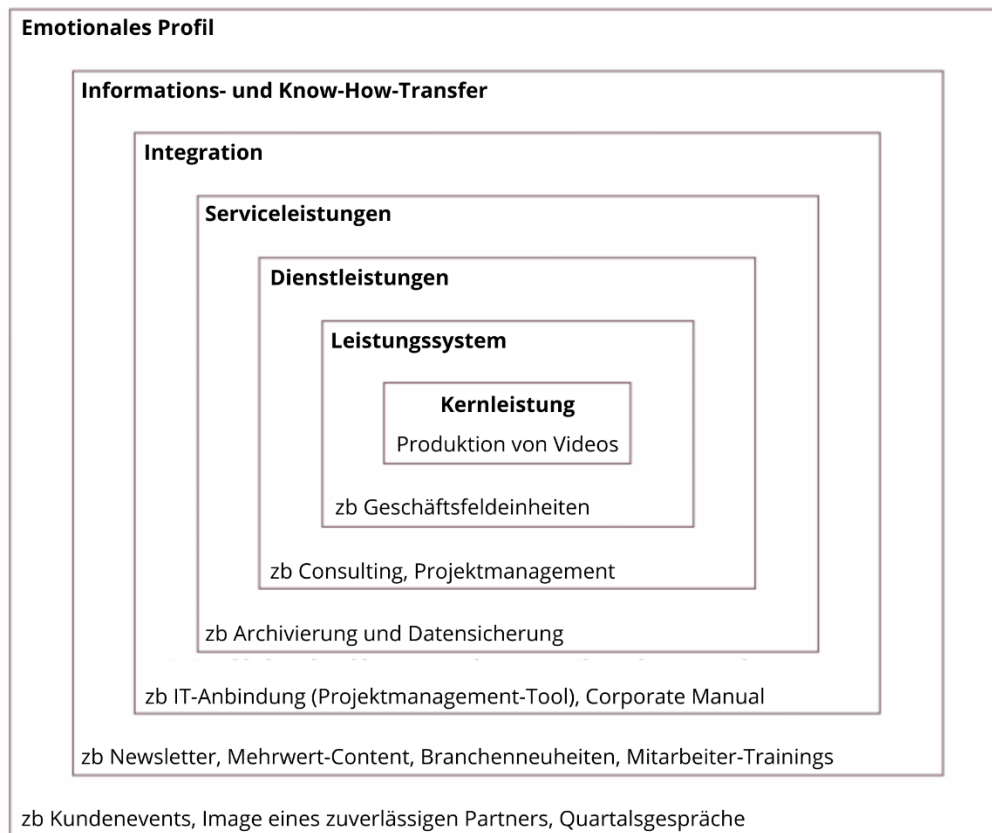 Emotionales Profil
Informations- und Know-How-Transfer
Integration
Serviceleistungen
Dienstleistungen
Leistungssystem
Kernleistung
Produktion von Videos
zb Geschäftsfeldeinheiten
zb Consulting, Projektmanagement
zb Archivierung und Datensicherung
zb IT-Anbindung (Projektmanagement-Tool), Corporate Manual
zb Newsletter, Mehrwert-Content, Branchenneuheiten, Mitarbeiter-Trainings
zb Kundenevents, Image eines zuverlässigen Partners, Quartalsgespräche